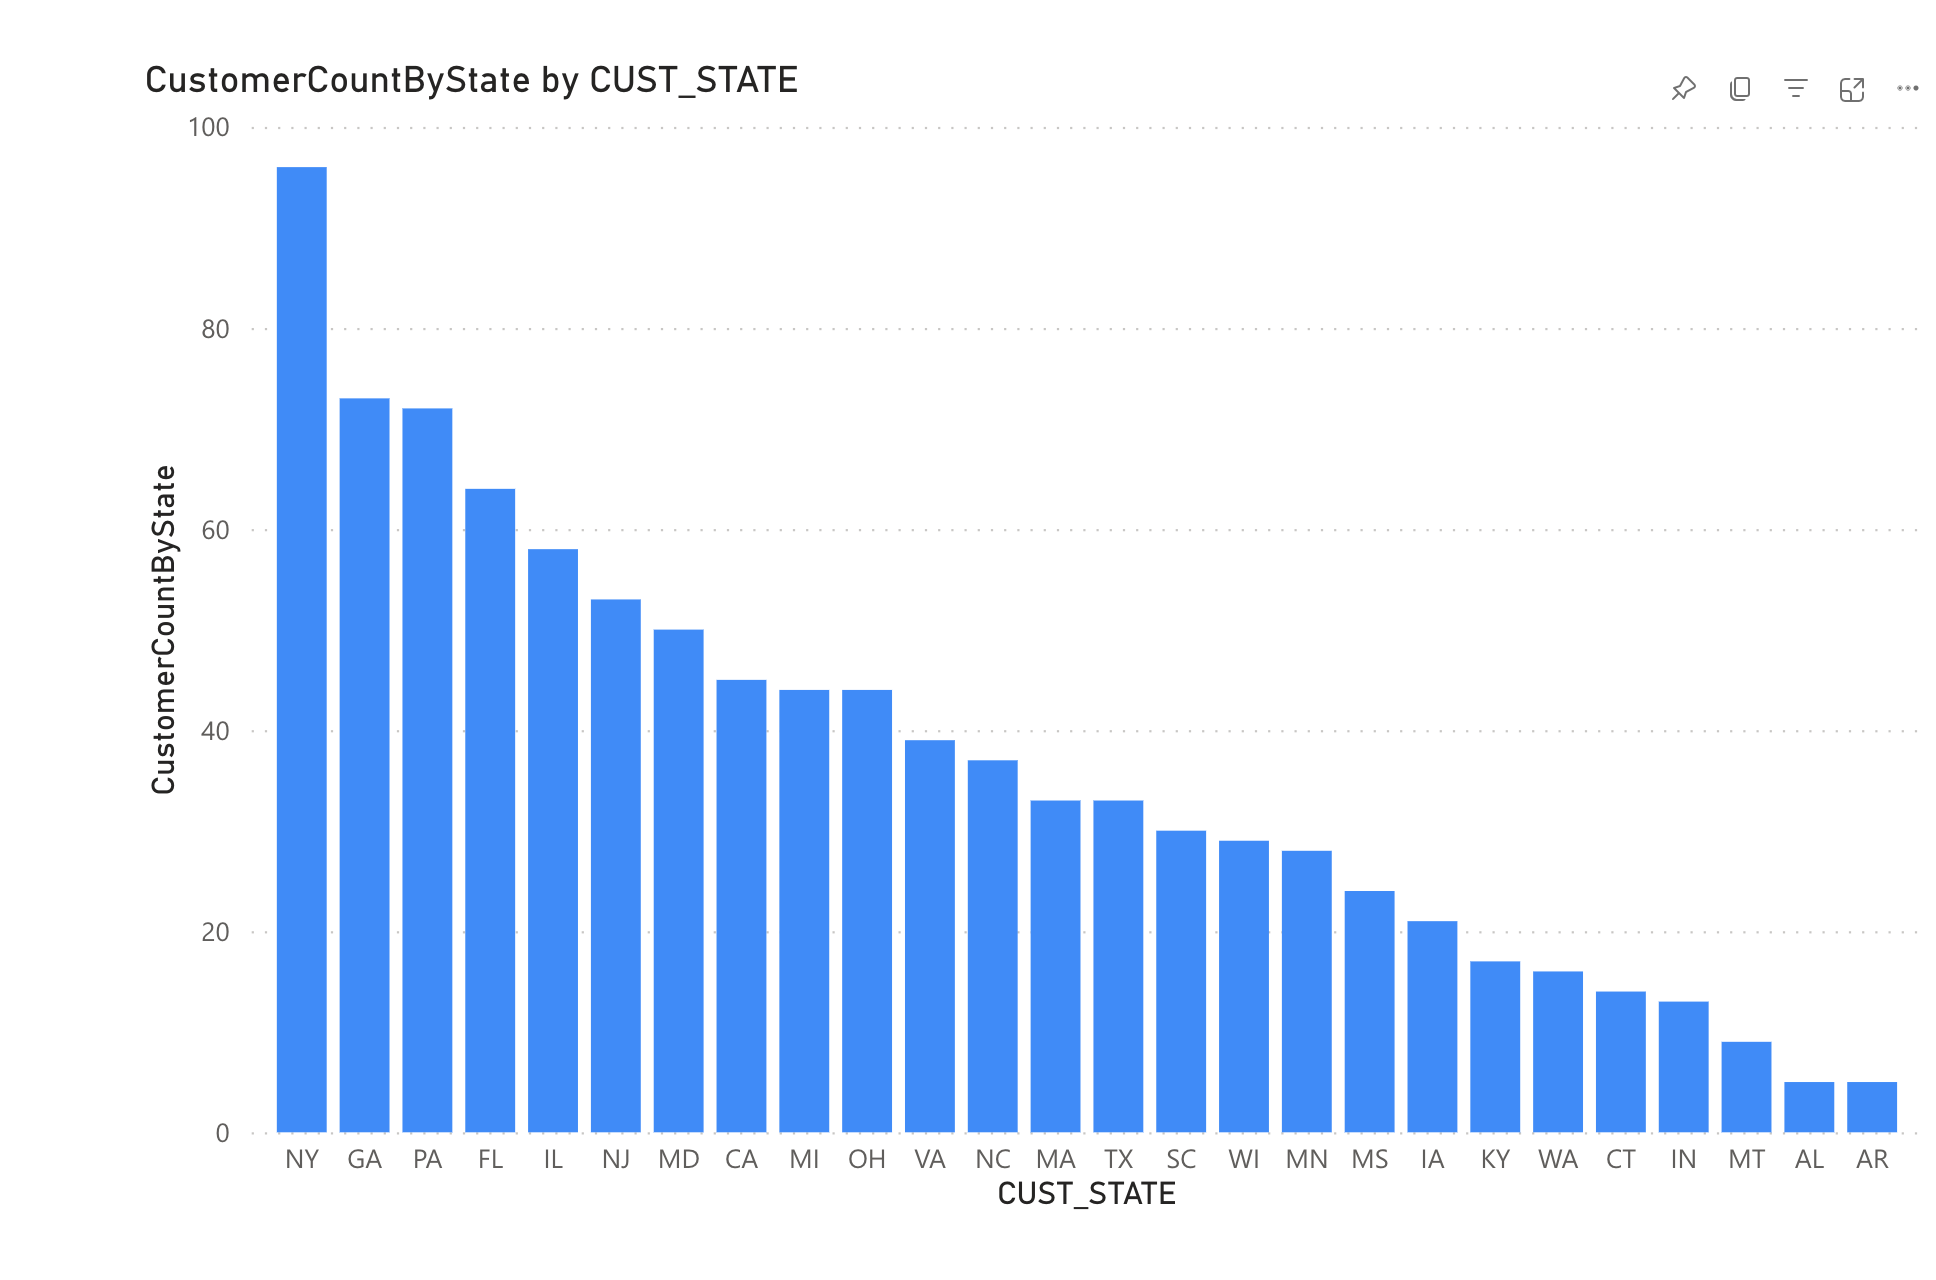 CustomerCountByState by CUST_STATE
100
80
60
40
20
0
CustomerCountByState
NY GA PA FL IL NJ MD CA MI OH VA NC MA TX SC WI MN MS IA KY WA CT IN MT AL AR
CUST_STATE